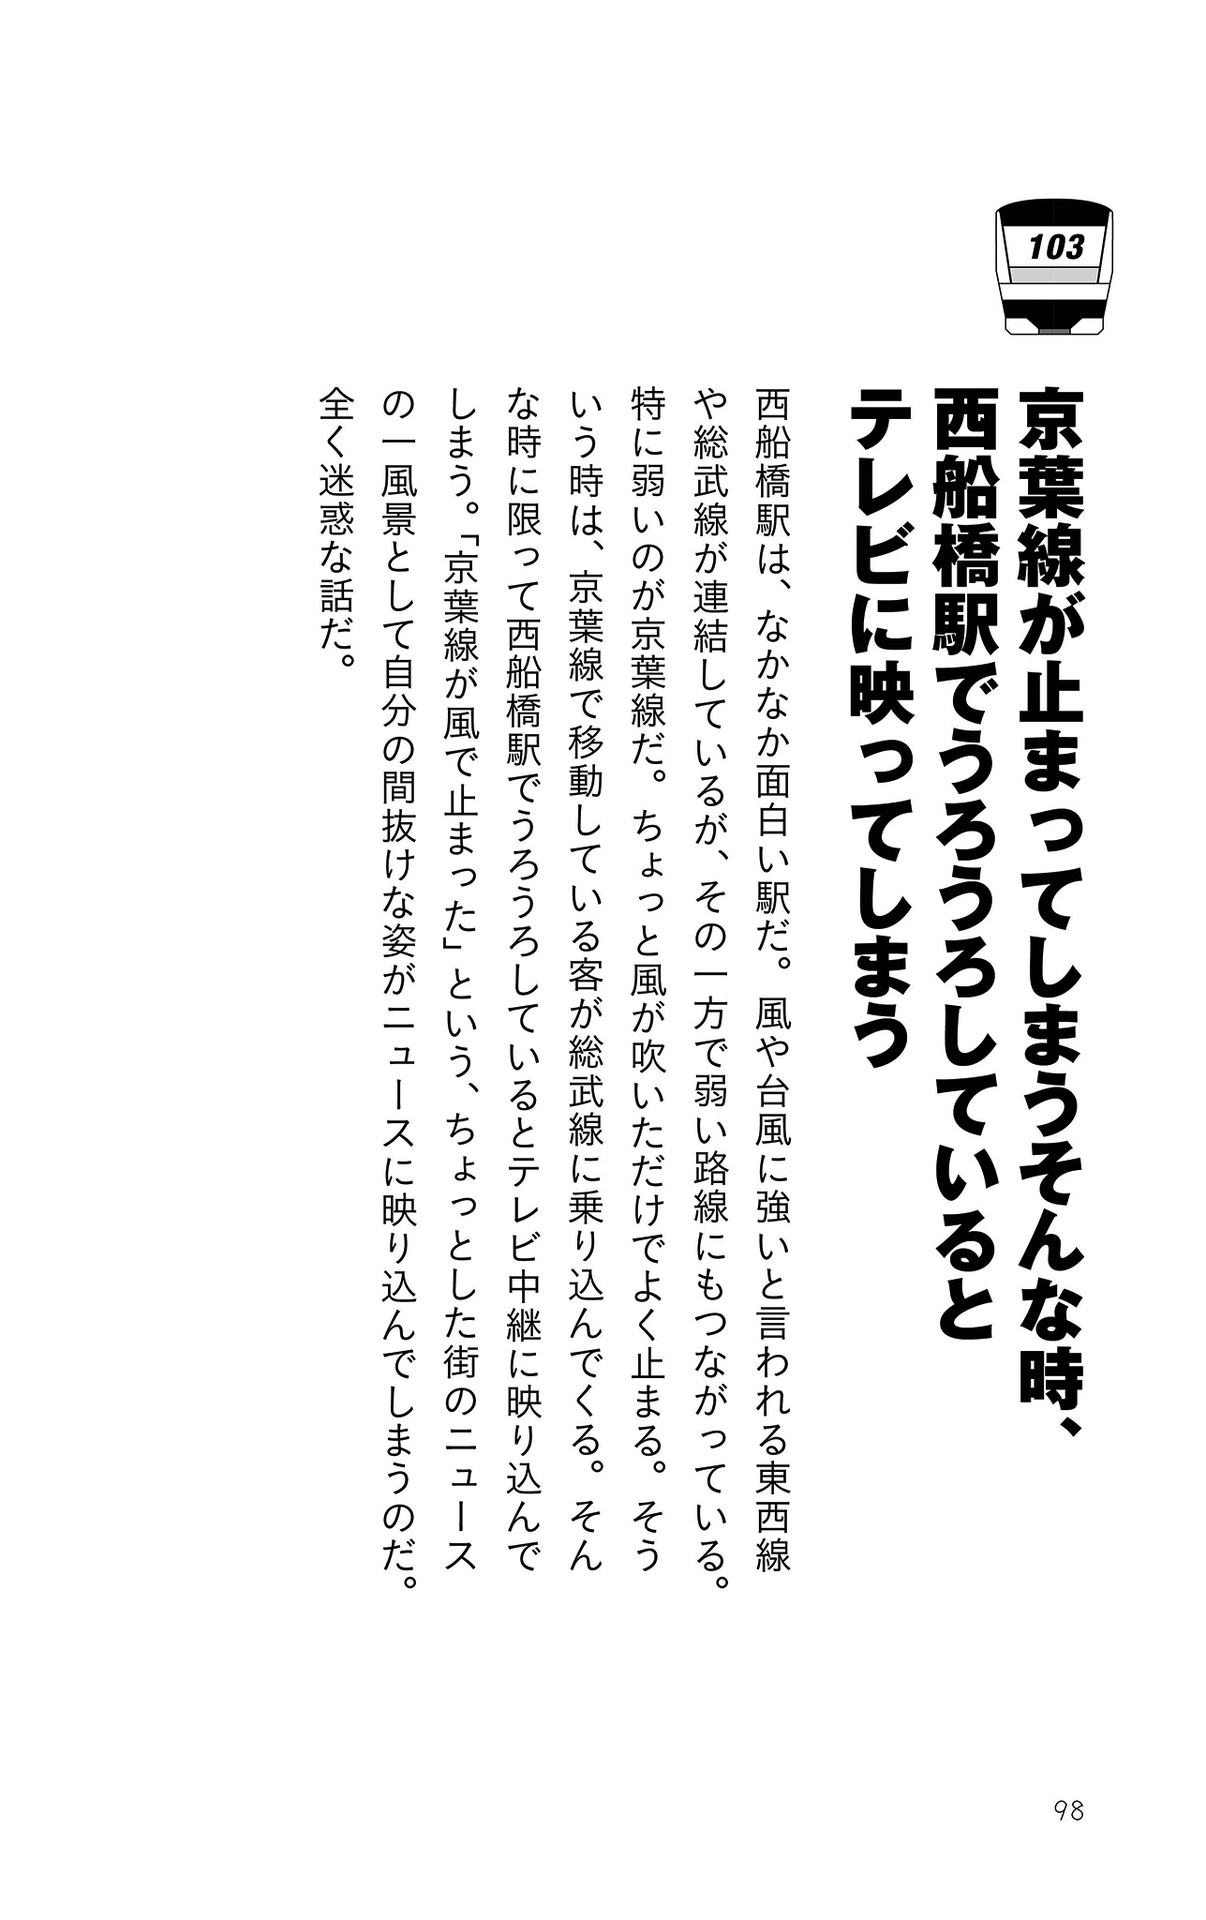 103
京葉線が止まってしまうそんな時、
西船橋駅でうろうろしていると
テレビに映ってしまう
西船橋駅は、なかなか面白い駅だ。風や台風に強いと言われる東西線
や総武線が連結しているが、その一方で弱い路線にもつながっている。
特に弱いのが京葉線だ。ちょっと風が吹いただけでよく止まる。そう
いう時は、京葉線で移動している客が総武線に乗り込んでくる。そん
な時に限って西船橋駅でうろうろしているとテレビ中継に映り込んで
しまう。「京葉線が風で止まった」という、ちょっとした街のニュース
の一風景として自分の間抜けな姿がニュースに映り込んでしまうのだ。
全く迷惑な話だ。
98